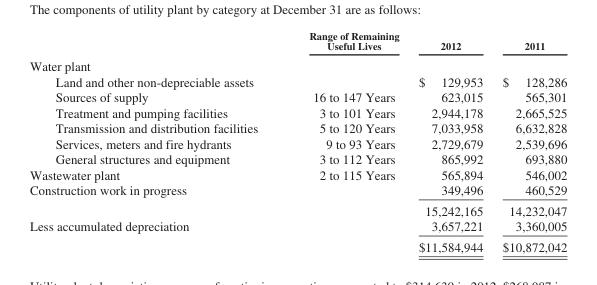 The components of utility plant by category at December 31 are as follows:
Range of Remaining
Useful Lives 2012 2011
Water plant
Land and other non-depreciable assets $ 129,953 $ 128,286
Sources of supply 16 to 147 Years 623,015 565,301
Treatment and pumping facilities 3 to 101 Years 2,944,178 2,665,525
Transmission and distribution facilities 5 to 120 Years 7,033,958 6,632,828
Services, meters and fire hydrants 9 to 93 Years 2,729,679 2,539,696
General structures and equipment 3 to 112 Years 865,992 693,880
Wastewater plant 2 to 115 Years 565,894 546,002
Construction work in progress 349,496 460,529
15,242,165 14,232,047
Less accumulated depreciation 3,657,221 3,360,005
$11,584,944 $10,872,042